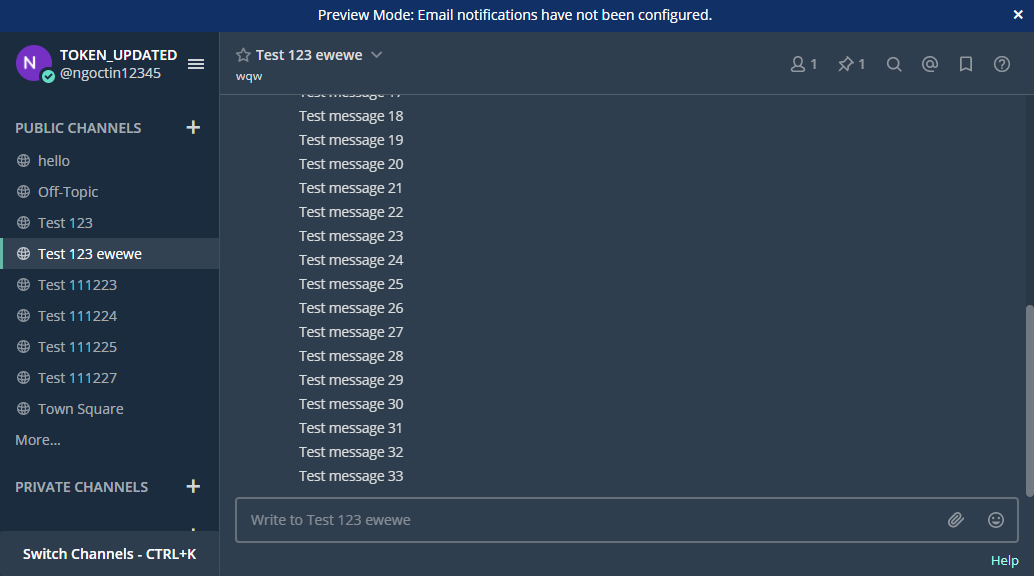 Preview Mode: Email notifications have not been configured.
N
TOKEN_UPDATED
@ngoctin12345
PUBLIC CHANNELS
hello
Off-Topic
Test 123
Test 123 ewewe
Test 111223
Test 111224
Test 111225
Test 111227
Town Square
More...
PRIVATE CHANNELS
Switch Channels - CTRL+K
Test 123 ewewe
wqw
1
1
Test message 17
Test message 18
Test message 19
Test message 20
Test message 21
Test message 22
Test message 23
Test message 24
Test message 25
Test message 26
Test message 27
Test message 28
Test message 29
Test message 30
Test message 31
Test message 32
Test message 33
Write to Test 123 ewewe
Help